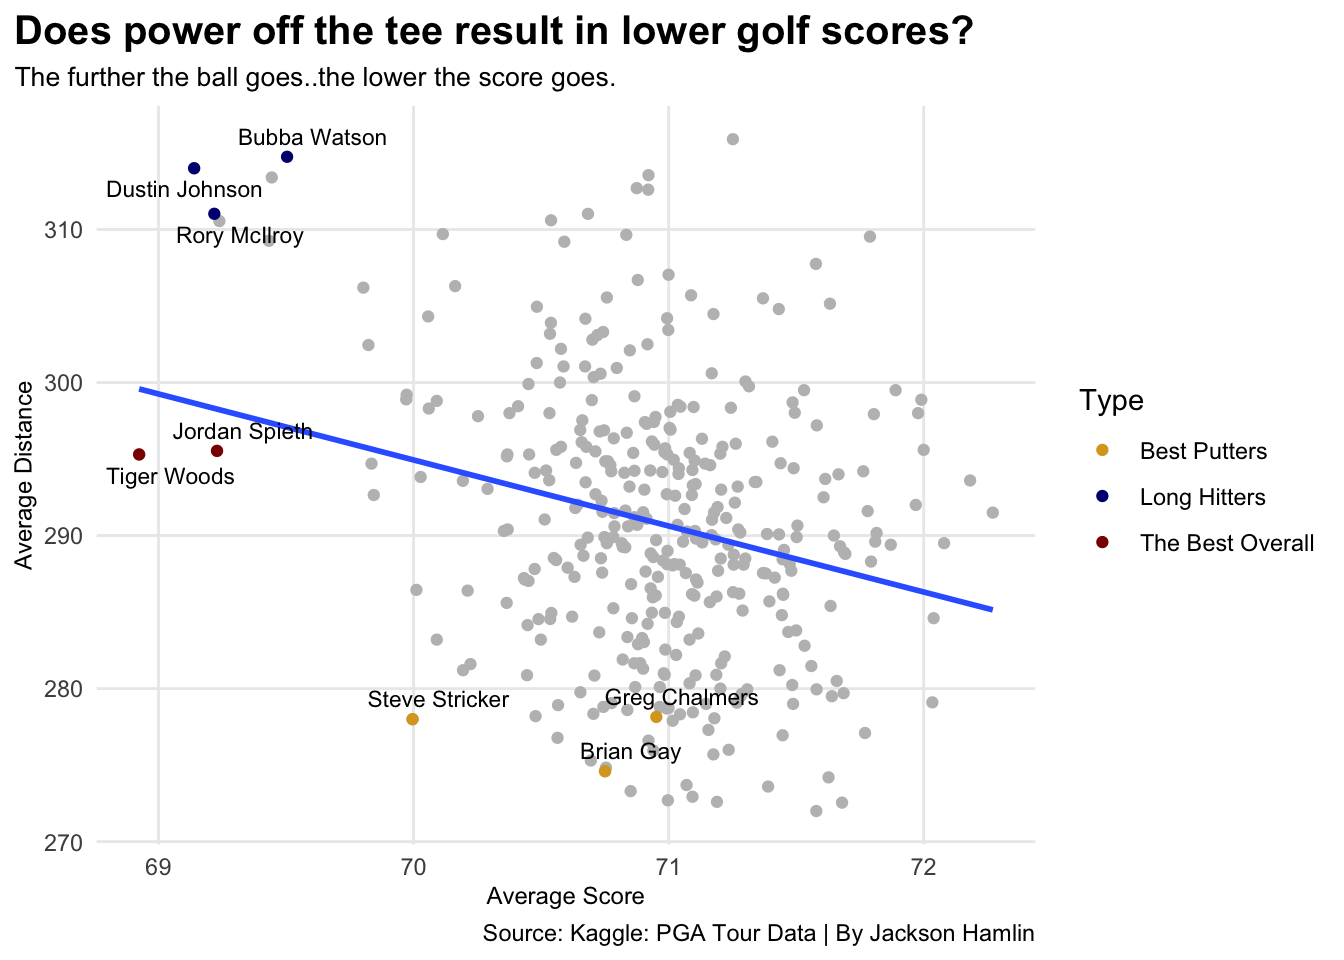 Does power off the tee result in lower golf scores?
The further the ball goes..the lower the score goes.
Bubba Watson
Dustin Johnson
Rory McIlroy
310
300
Jordan Spieth
Tiger Woods
290
280
270
Steve Stricker
Greg Chalmers
Brian Gay
Average Distance
69
70
71
72
Average Score
Type
Best Putters
Long Hitters
The Best Overall
Source: Kaggle: PGA Tour Data | By Jackson Hamlin